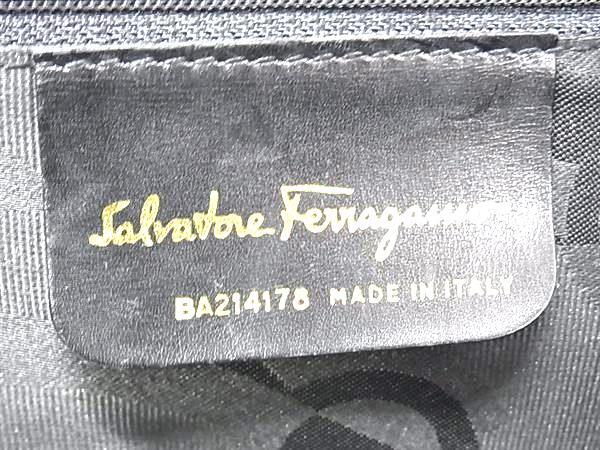 Salvatore Ferragamo
BA214178 MADE IN ITALY